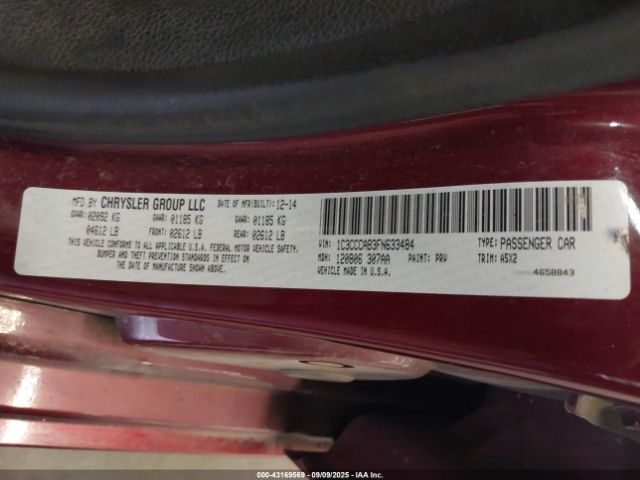 MFD BY CHRYSLER GROUP LLC DATE OF MFR(BUILT): 12-14
GVWR: 02092 KG GAWR: 01185 KG GAWR: 01185 KG
04612 LB FRONT: 02612 LB REAR: 02612 LB
THIS VEHICLE CONFORMS TO ALL APPLICABLE U.S.A. FEDERAL MOTOR VEHICLE SAFETY,
BUMPER AND THEFT PREVENTION STANDARDS IN EFFECT
ON THE DATE OF MANUFACTURE SHOWN ABOVE.
VIN: 1C3CCCAB3FN633484 TYPE: PASSENGER CAR
MDH: 120806 307AA PAINT: PRV TRIM: A5X2
VEHICLE MADE IN U.S.A. 4658843
000-43169569 - 09/09/2025 - IAA Inc.